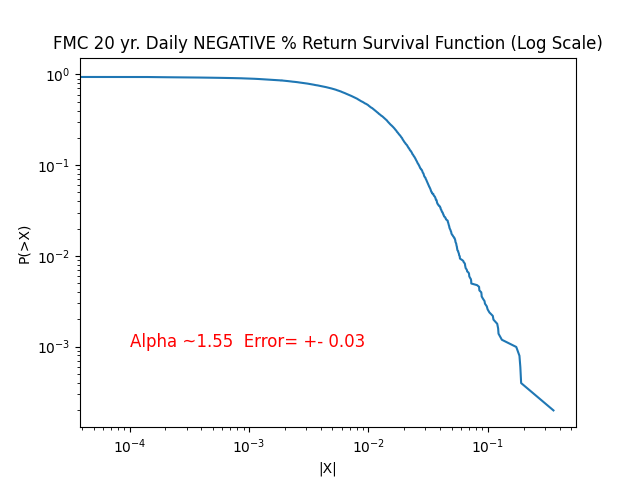 FMC 20 yr. Daily NEGATIVE % Return Survival Function (Log Scale)
10⁰
10⁻¹
10⁻²
10⁻³
P(>X)
Alpha ~1.55  Error= +- 0.03
10⁻⁴
10⁻³
10⁻²
10⁻¹
|X|